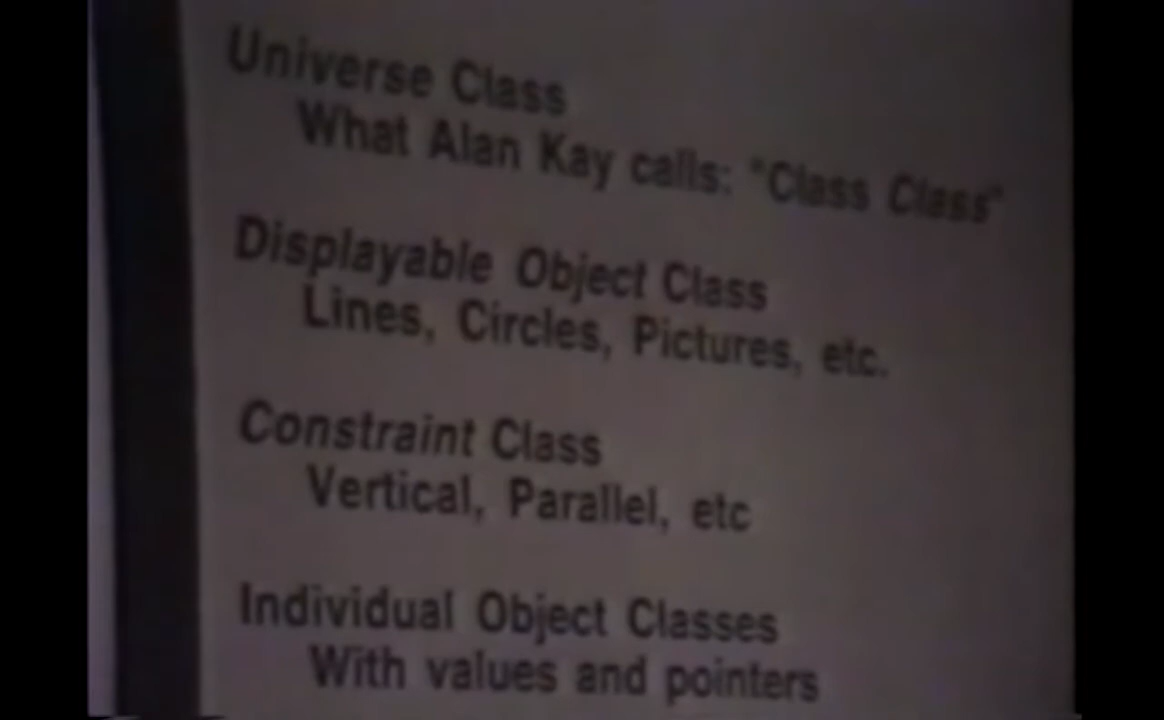 Universe Class
What Alan Kay calls: "Class Class"
Displayable Object Class
Lines, Circles, Pictures, etc.
Constraint Class
Vertical, Parallel, etc
Individual Object Classes
With values and pointers